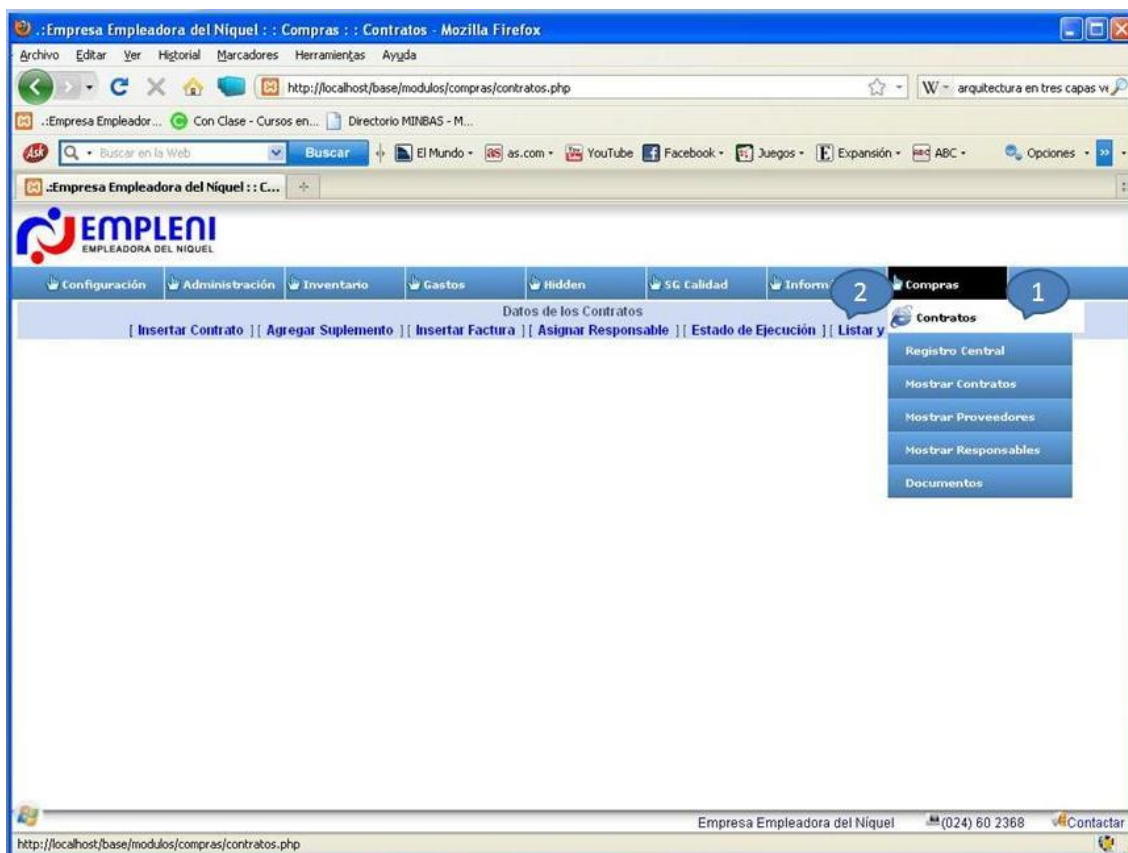 .:Empresa Empleadora del Níquel : : Compras : : Contratos - Mozilla Firefox
Archivo Editar Ver Historial Marcadores Herramientas Ayuda
http://localhost/base/modulos/compras/contratos.php
W arquitectura en tres capas ve
.:Empresa Empleador... Con Clase - Cursos en... Directorio MINBAS - M...
Ask Buscar en la Web Buscar El Mundo as as.com YouTube Facebook Juegos E Expansión ABC ABC Opciones »
.:Empresa Empleadora del Níquel : : C...
EMPLENI
EMPLEADORA DEL NIQUEL
Configuración Administración Inventario Gastos Hidden SG Calidad Inform 2 Compras 1
Datos de los Contratos
[ Insertar Contrato ] [ Agregar Suplemento ] [ Insertar Factura ] [ Asignar Responsable ] [ Estado de Ejecución ] [ Listar y
Contratos
Registro Central
Mostrar Contratos
Mostrar Proveedores
Mostrar Responsables
Documentos
Empresa Empleadora del Níquel (024) 60 2368 Contactar
http://localhost/base/modulos/compras/contratos.php